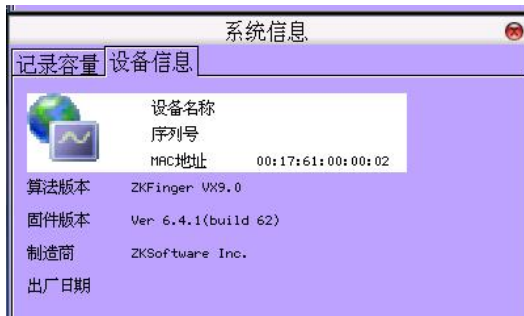 系统信息
记录容量 设备信息
设备名称
序列号
MAC地址 00:17:61:00:00:02
算法版本 ZKFinger VX9.0
固件版本 Ver 6.4.1(build 62)
制造商 ZKSoftware Inc.
出厂日期